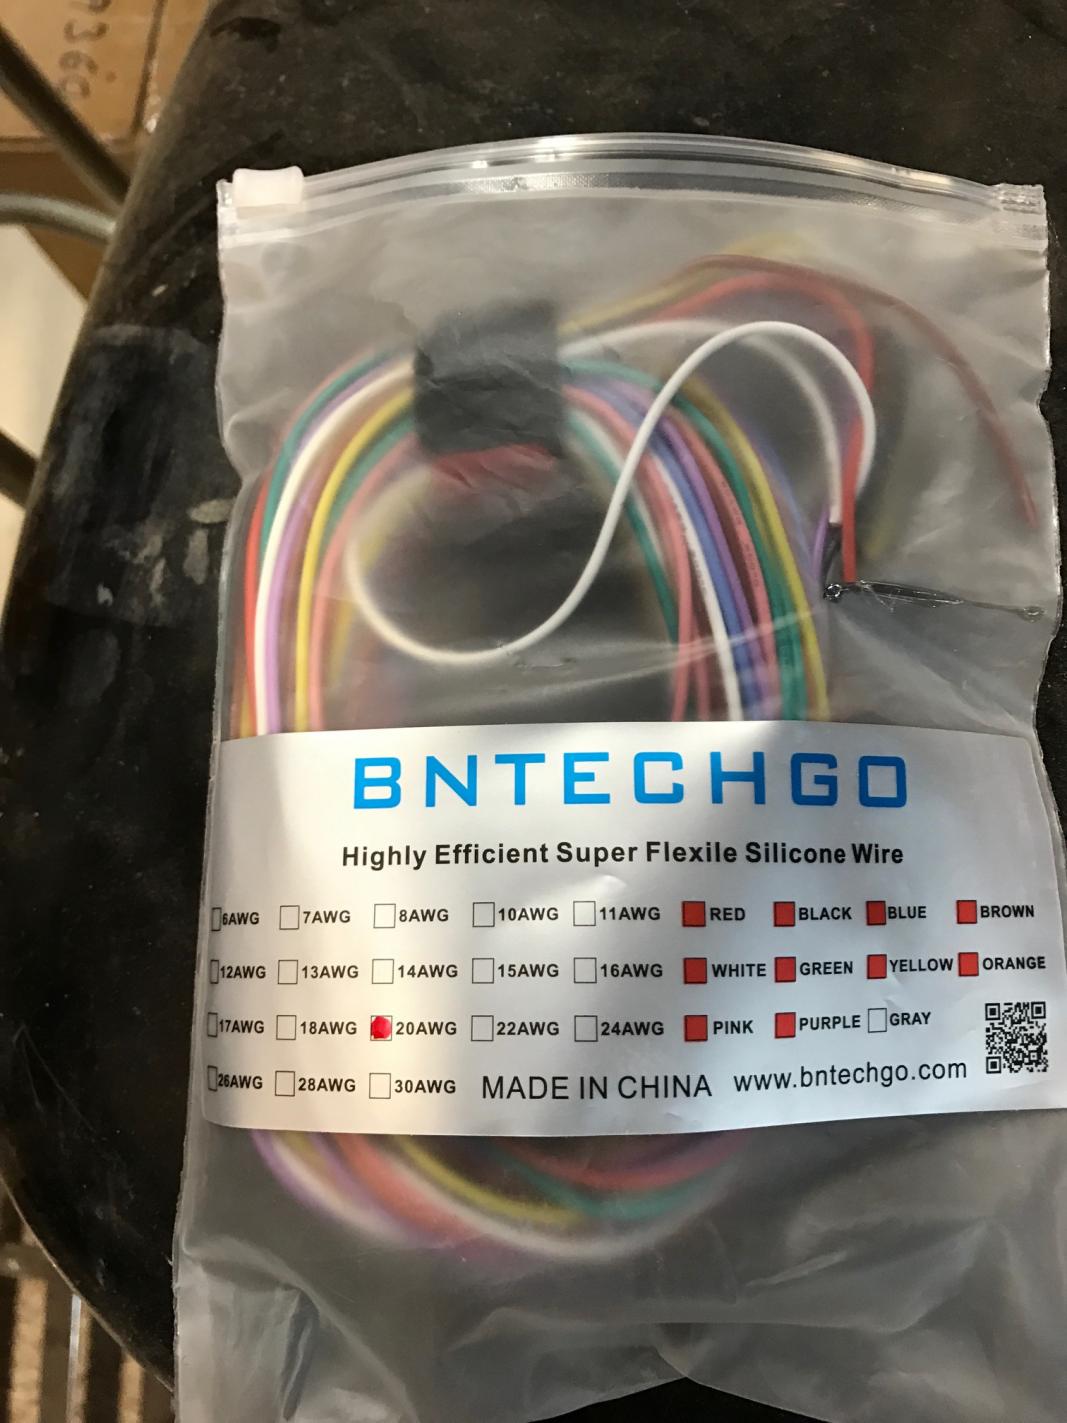 BNTECHGO
Highly Efficient Super Flexile Silicone Wire
6AWG 7AWG 8AWG 10AWG 11AWG RED BLACK BLUE BROWN
12AWG 13AWG 14AWG 15AWG 16AWG WHITE GREEN YELLOW ORANGE
17AWG 18AWG 20AWG 22AWG 24AWG PINK PURPLE GRAY
26AWG 28AWG 30AWG MADE IN CHINA www.bntechgo.com